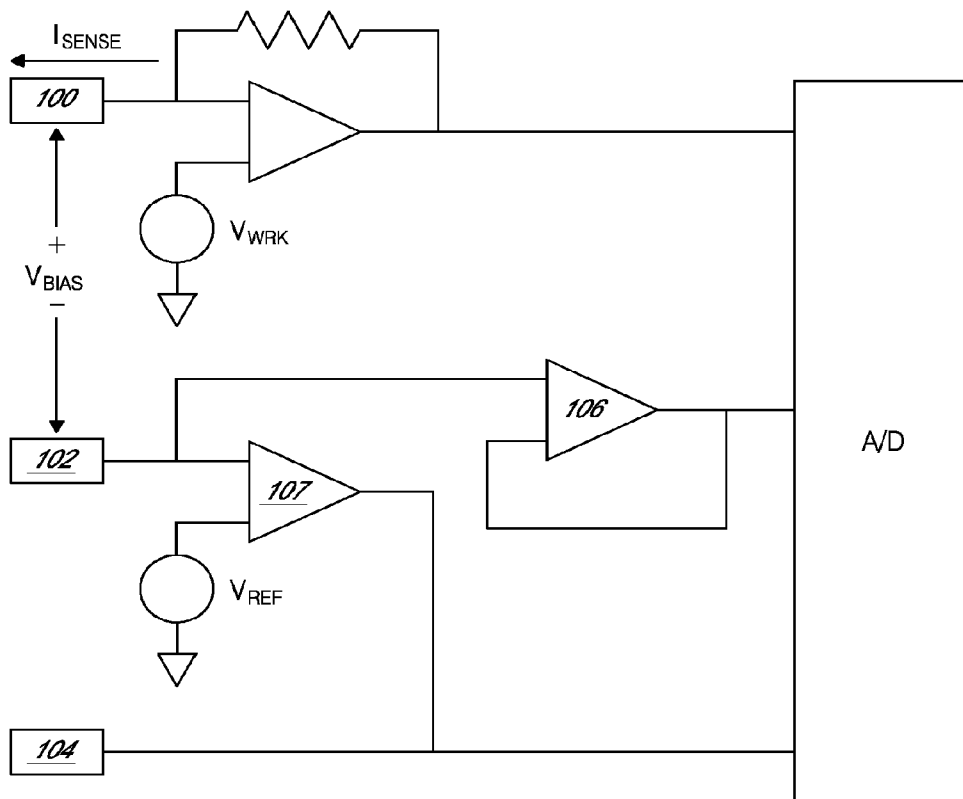 I_SENSE
100
V_WRK
+
V_BIAS
−
106
102
A/D
107
V_REF
104